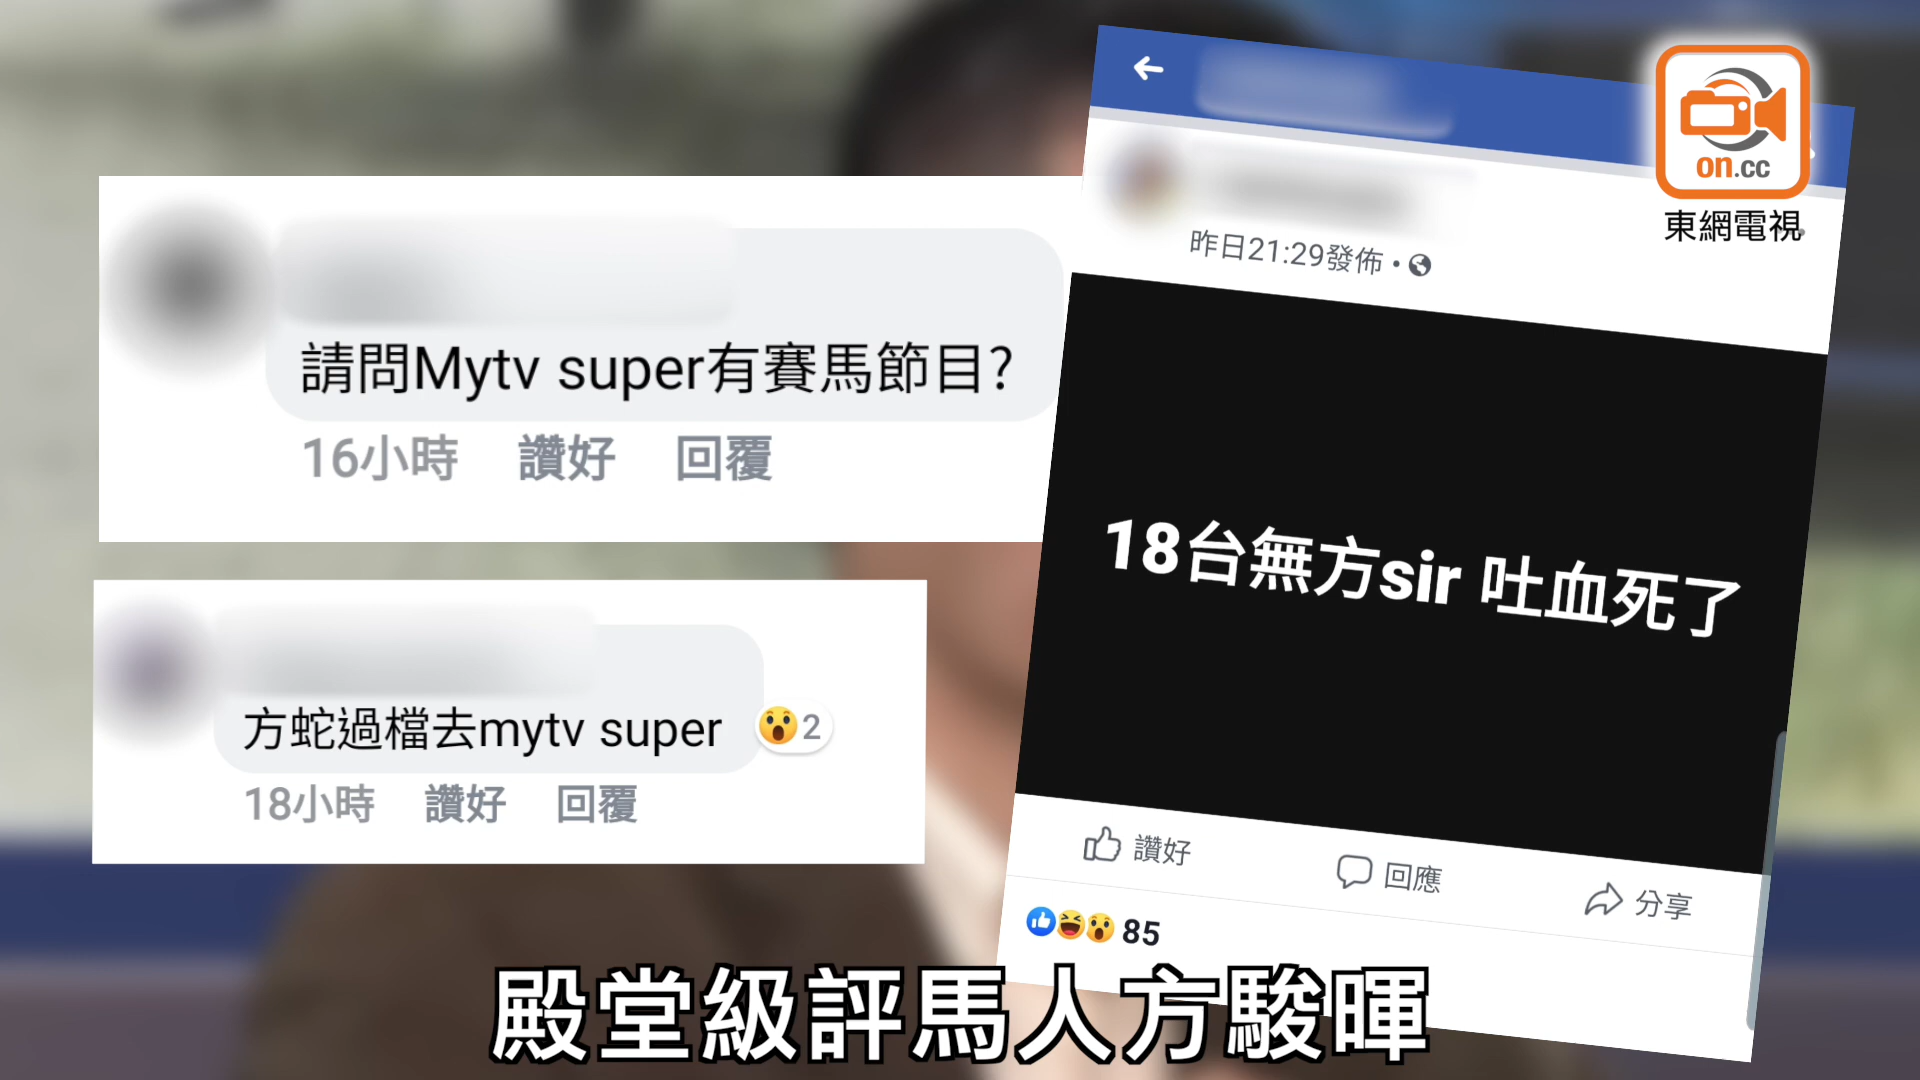 on.cc
東網電視
昨日21:29發佈
請問Mytv super有賽馬節目?
16小時 讚好 回覆
18台無方sir 吐血死了
方蛇過檔去mytv super
2
18小時 讚好 回覆
讚好 回應 分享
85
殿堂級評馬人方駿暉